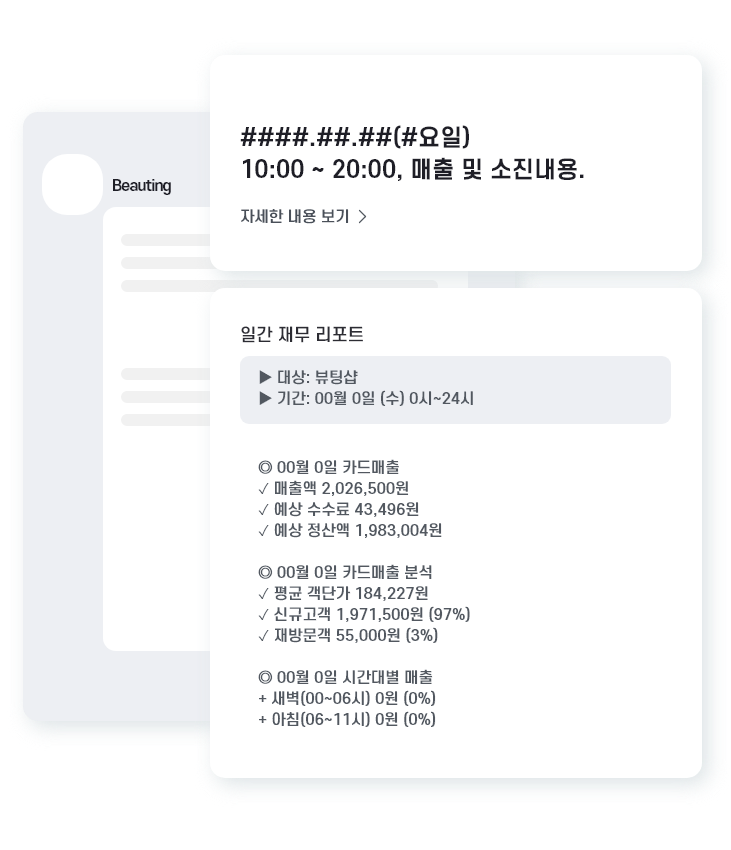 ####.##.##(#요일)
10:00 ~ 20:00, 매출 및 소진내용.
자세한 내용 보기 >
Beauting
일간 재무 리포트
▶ 대상: 뷰팅샵
▶ 기간: 00월 0일 (수) 0시~24시
◎ 00월 0일 카드매출
✓ 매출액 2,026,500원
✓ 예상 수수료 43,496원
✓ 예상 정산액 1,983,004원
◎ 00월 0일 카드매출 분석
✓ 평균 객단가 184,227원
✓ 신규고객 1,971,500원 (97%)
✓ 재방문객 55,000원 (3%)
◎ 00월 0일 시간대별 매출
+ 새벽(00~06시) 0원 (0%)
+ 아침(06~11시) 0원 (0%)